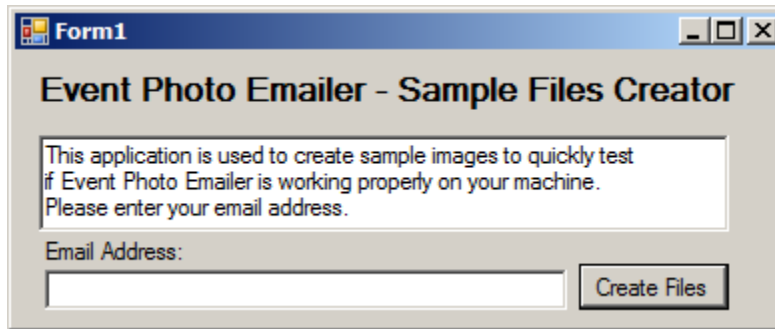 Form1
Event Photo Emailer - Sample Files Creator
This application is used to create sample images to quickly test
if Event Photo Emailer is working properly on your machine.
Please enter your email address.
Email Address:
Create Files